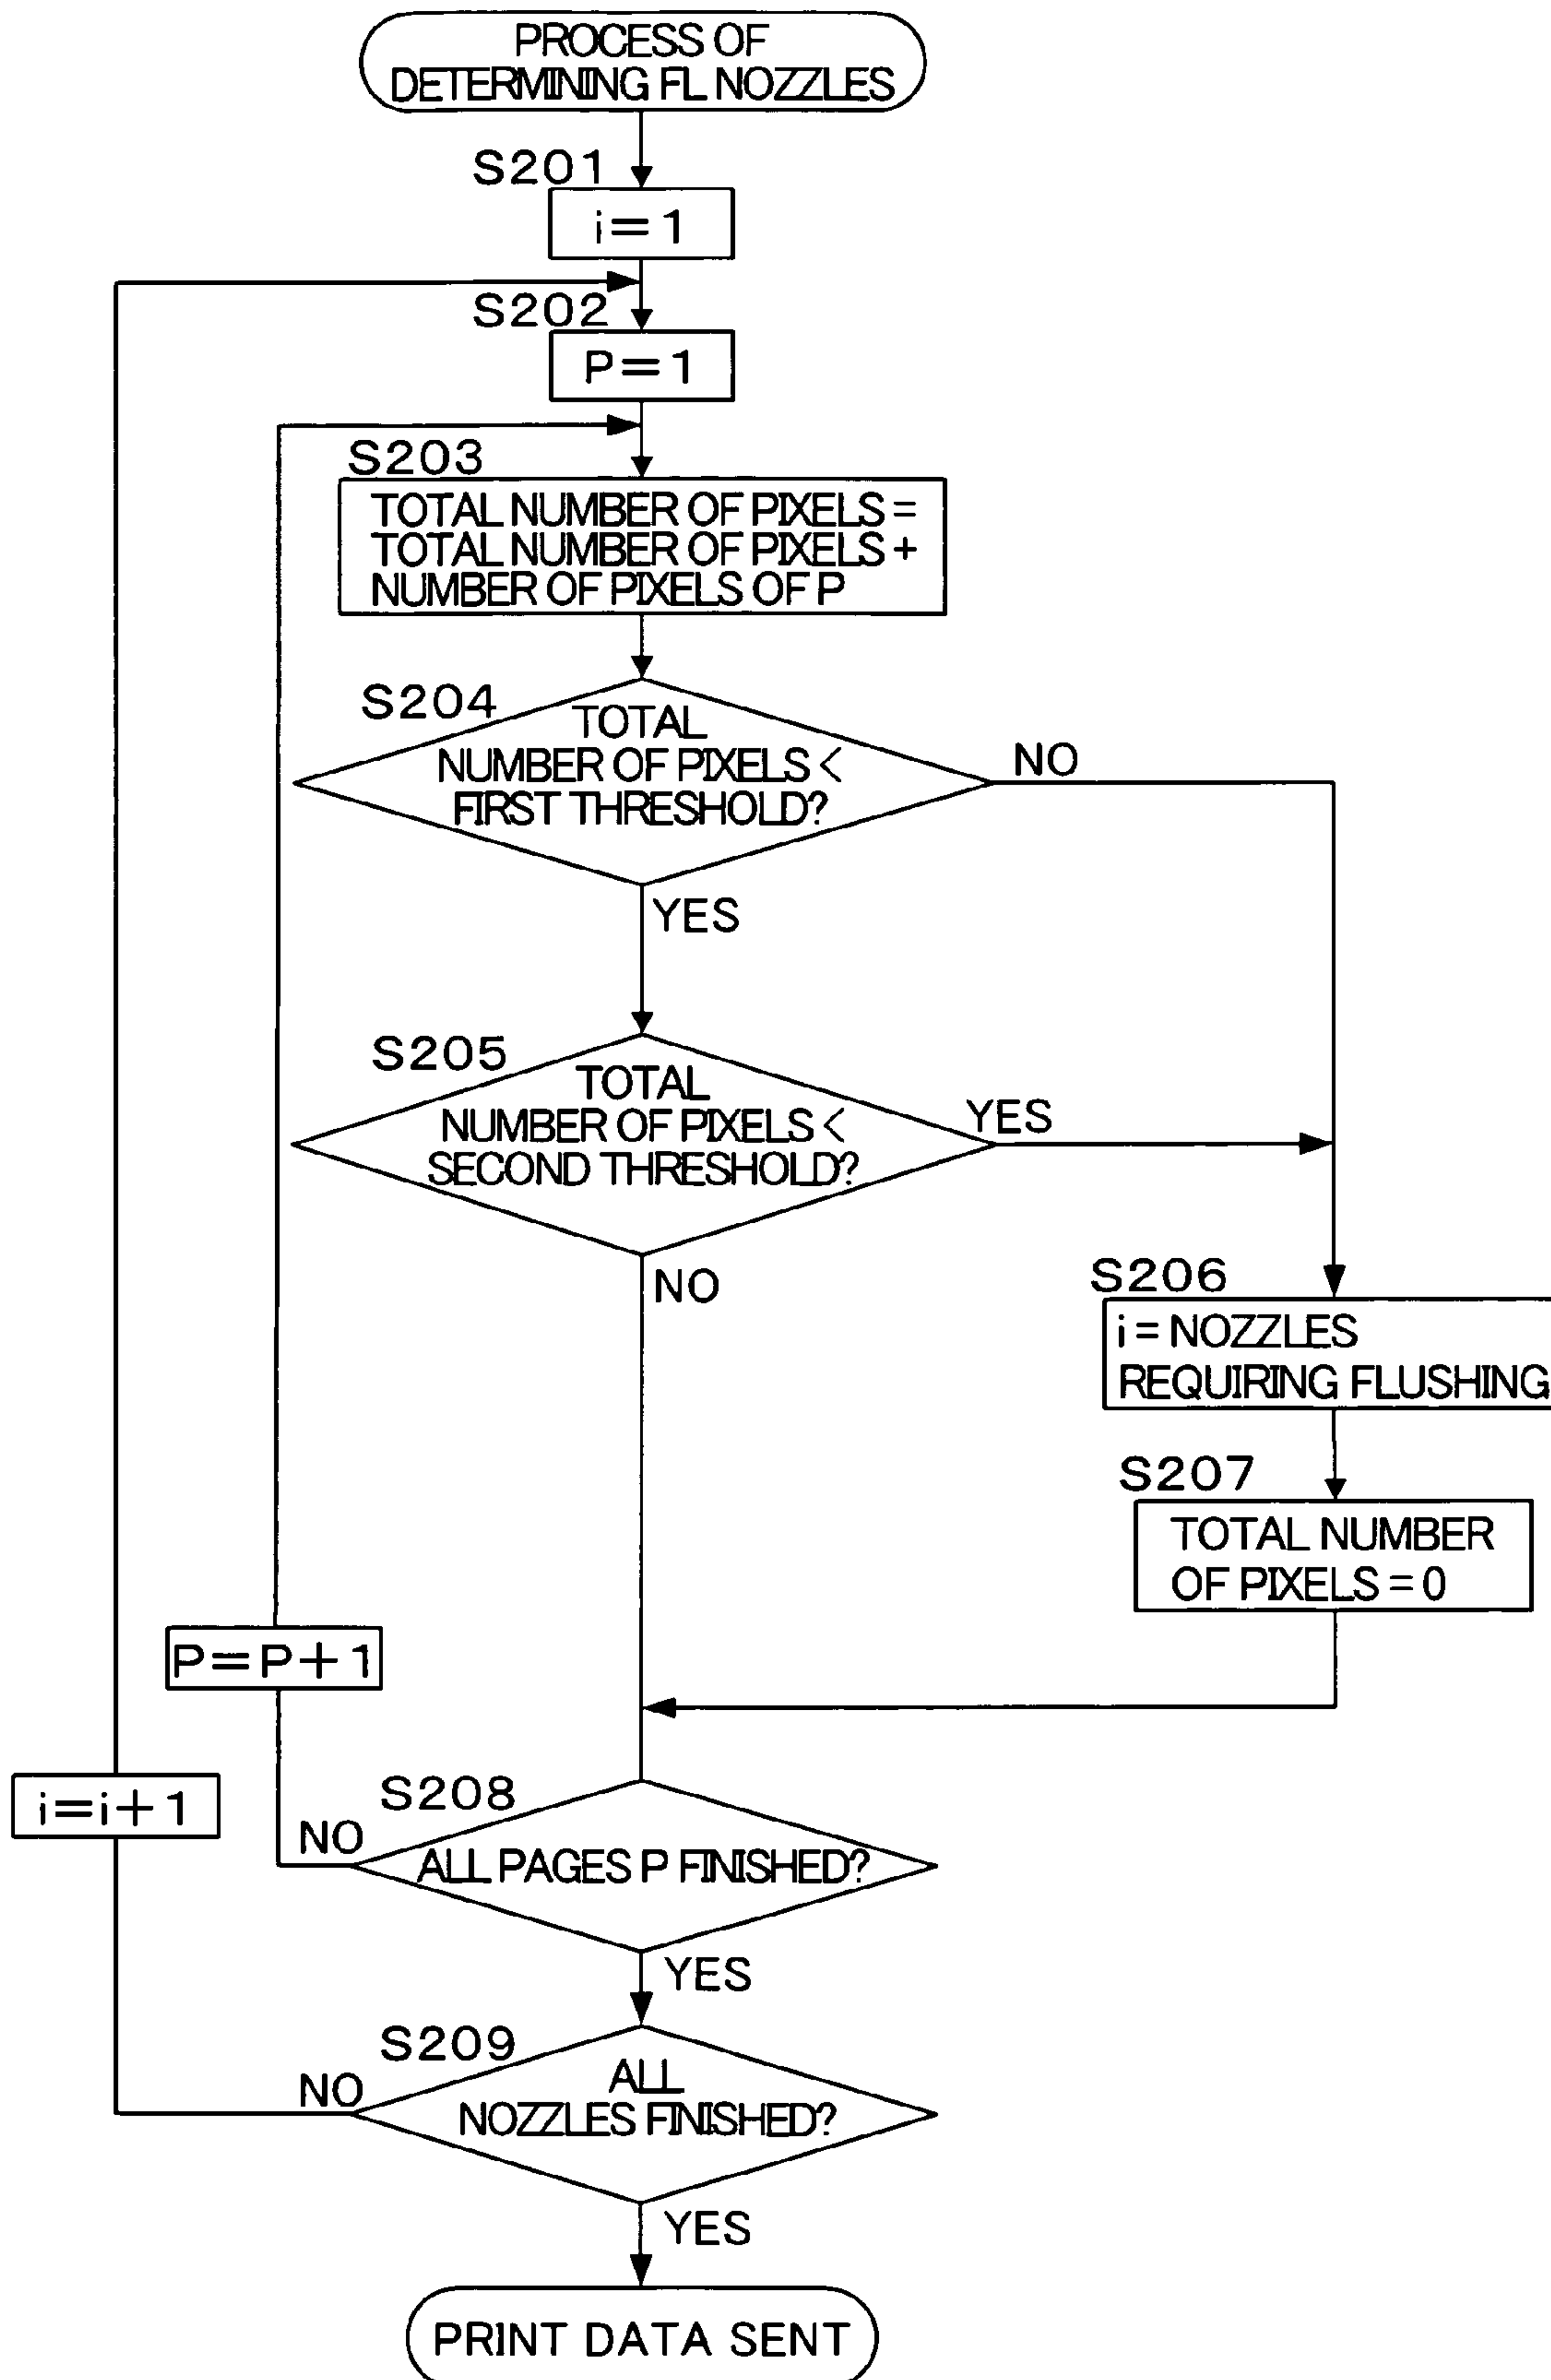 PROCESS OF
DETERMINING FL NOZZLES
S201
i=1
S202
P=1
S203
TOTAL NUMBER OF PIXELS =
TOTAL NUMBER OF PIXELS +
NUMBER OF PIXELS OF P
S204
TOTAL
NUMBER OF PIXELS <
FIRST THRESHOLD?
NO
YES
S205
TOTAL
NUMBER OF PIXELS <
SECOND THRESHOLD?
YES
NO
S206
i = NOZZLES
REQUIRING FLUSHING
S207
TOTAL NUMBER
OF PIXELS = 0
P=P+1
i=i+1
S208
NO
ALL PAGES P FINISHED?
YES
S209
NO
ALL
NOZZLES FINISHED?
YES
PRINT DATA SENT